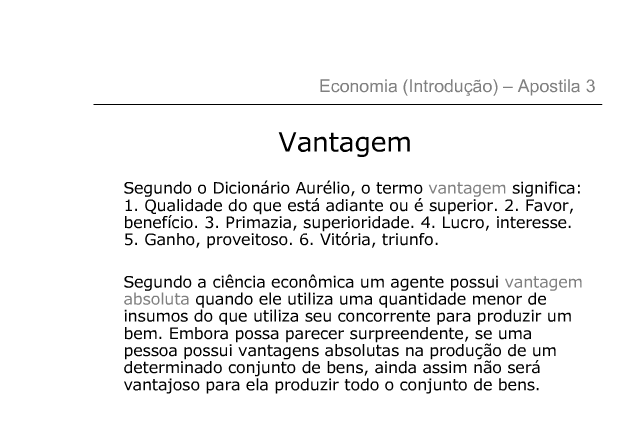 Economia (Introdução) – Apostila 3
Vantagem
Segundo o Dicionário Aurélio, o termo vantagem significa:
1. Qualidade do que está adiante ou é superior. 2. Favor,
benefício. 3. Primazia, superioridade. 4. Lucro, interesse.
5. Ganho, proveitoso. 6. Vitória, triunfo.
Segundo a ciência econômica um agente possui vantagem
absoluta quando ele utiliza uma quantidade menor de
insumos do que utiliza seu concorrente para produzir um
bem. Embora possa parecer surpreendente, se uma
pessoa possui vantagens absolutas na produção de um
determinado conjunto de bens, ainda assim não será
vantajoso para ela produzir todo o conjunto de bens.